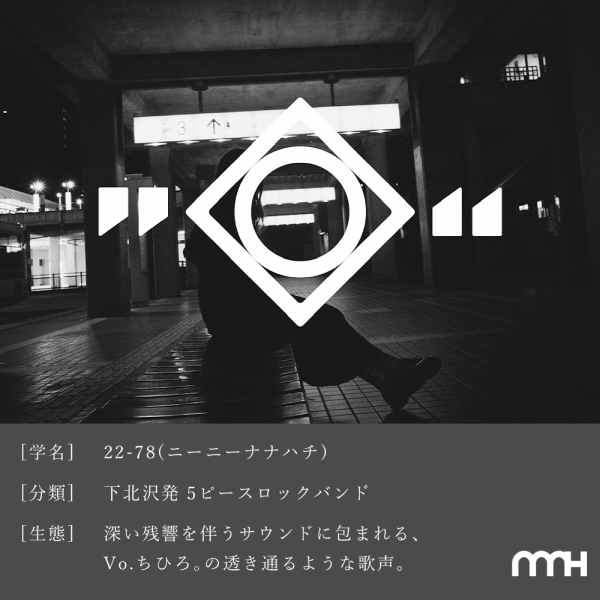 3 ↑
[学名] 22-78(ニーニーナナハチ)
[分類] 下北沢発 5ピースロックバンド
[生態] 深い残響を伴うサウンドに包まれる、
Vo.ちひろ。の透き通るような歌声。